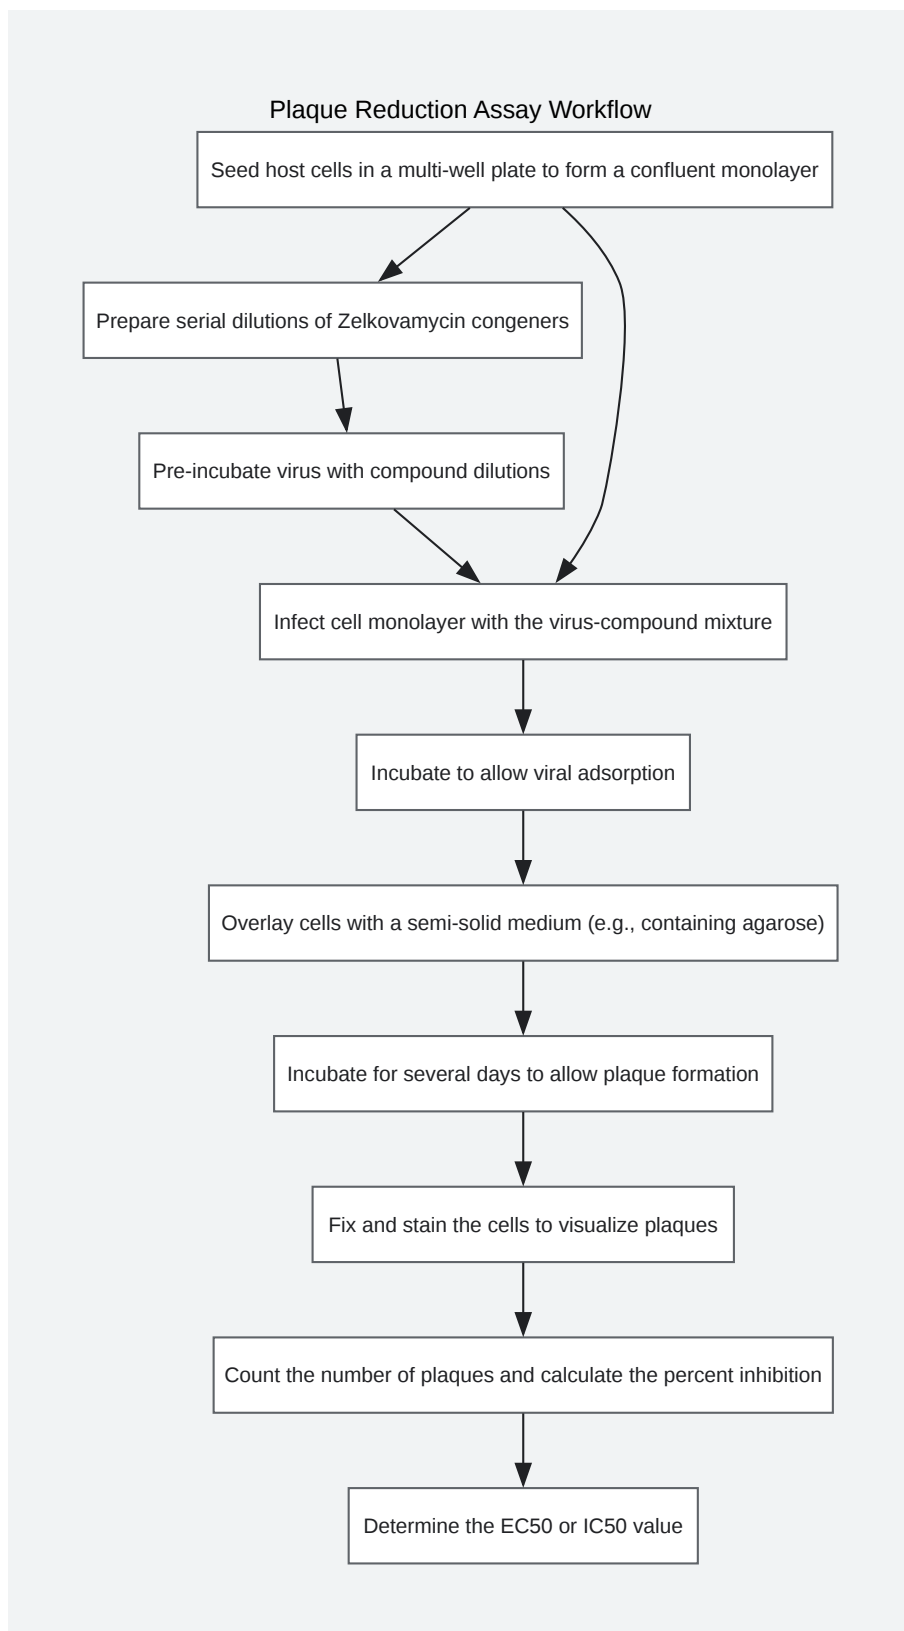 Plaque Reduction Assay Workflow
Seed host cells in a multi-well plate to form a confluent monolayer
Prepare serial dilutions of Zelkovamycin congeners
Pre-incubate virus with compound dilutions
Infect cell monolayer with the virus-compound mixture
Incubate to allow viral adsorption
Overlay cells with a semi-solid medium (e.g., containing agarose)
Incubate for several days to allow plaque formation
Fix and stain the cells to visualize plaques
Count the number of plaques and calculate the percent inhibition
Determine the EC50 or IC50 value